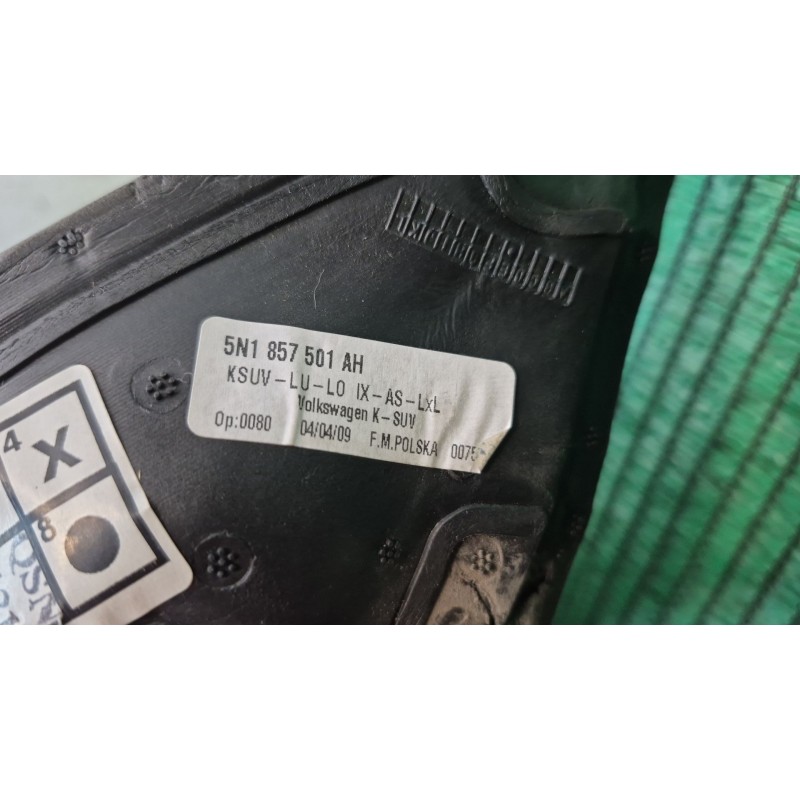 5N1 857 501 AH
KSUV-LU-LO IX-AS-LxL
Volkswagen K-SUV
Op:0080 04/04/09 F.M.POLSKA 0075
4
X
8